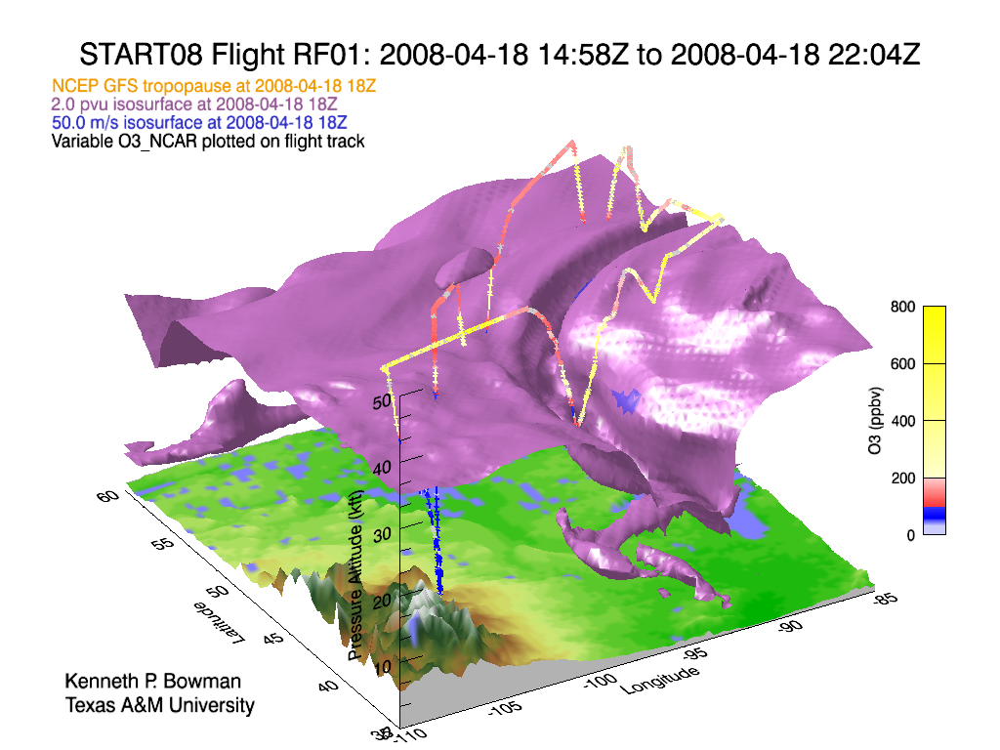 START08 Flight RF01: 2008-04-18 14:58Z to 2008-04-18 22:04Z
NCEP GFS tropopause at 2008-04-18 18Z
2.0 pvu isosurface at 2008-04-18 18Z
50.0 m/s isosurface at 2008-04-18 18Z
Variable O3_NCAR plotted on flight track
800
600
400
200
0
O3 (ppbv)
50
40
30
20
10
Pressure Altitude (kft)
60
55
50
45
40
35
Latitude
-110
-105
-100
-95
-90
-85
Longitude
Kenneth P. Bowman
Texas A&M University